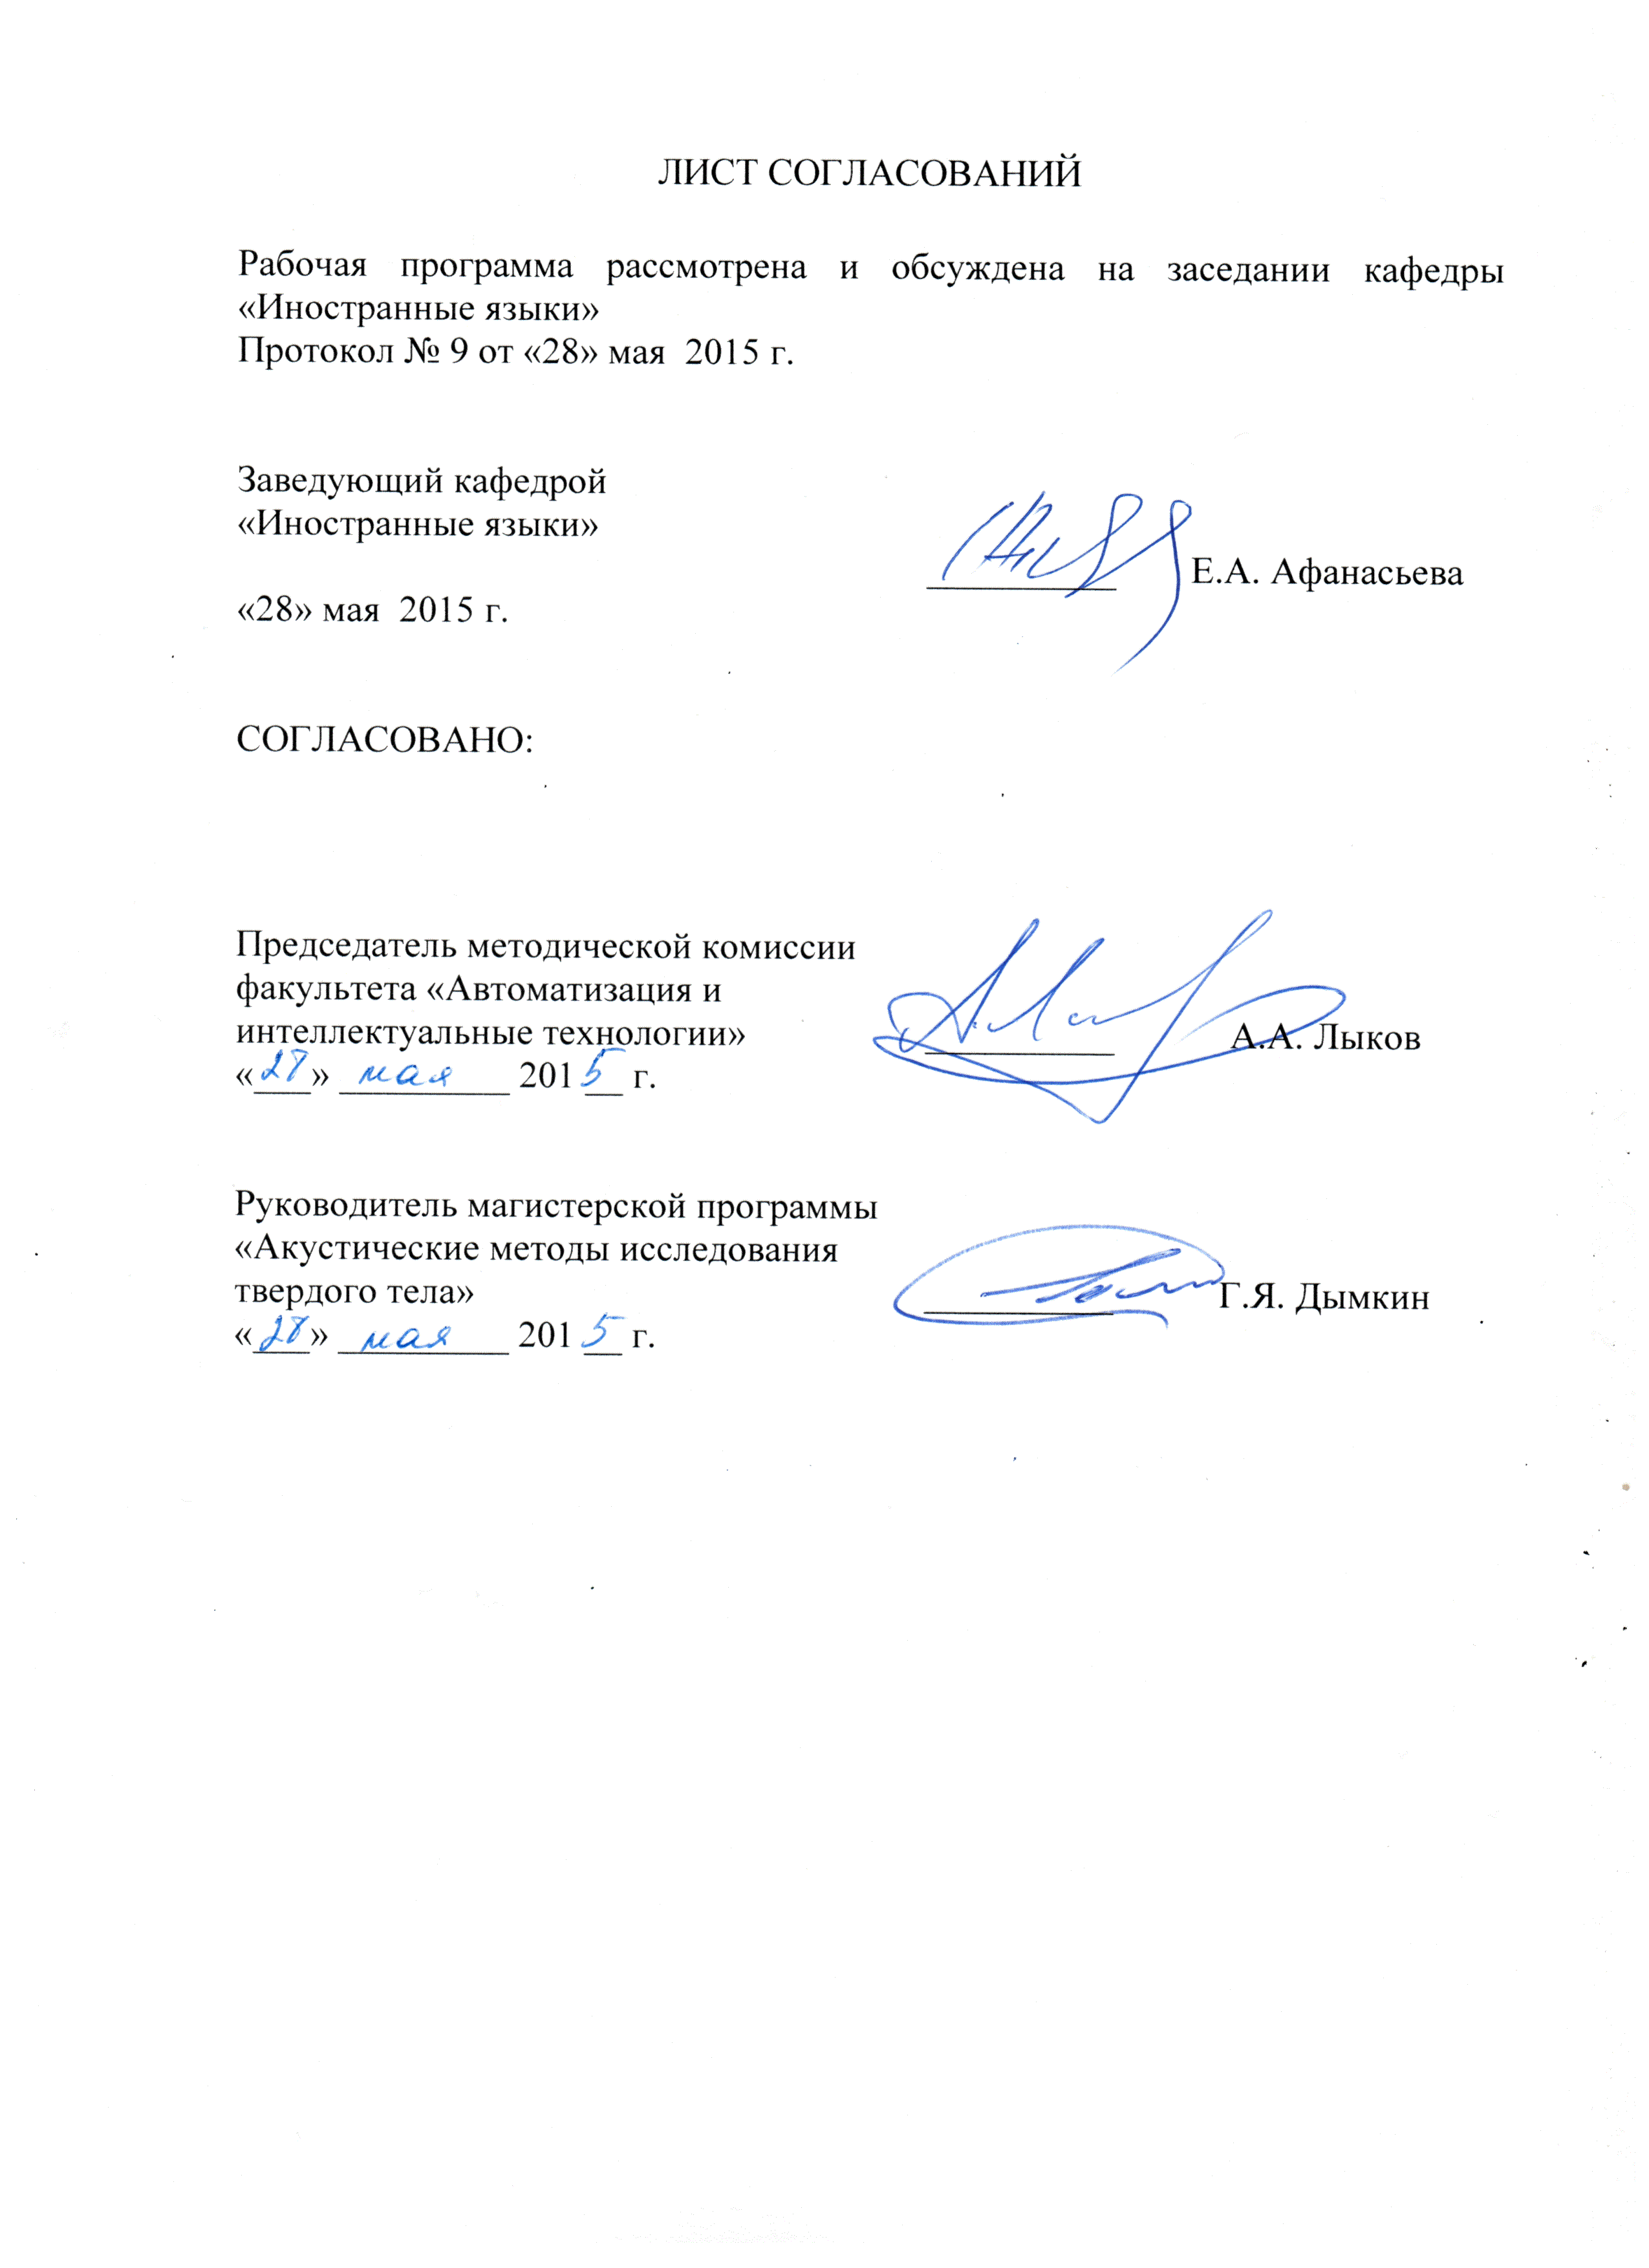 ЛИСТ СОГЛАСОВАНИЙ
Рабочая программа рассмотрена и обсуждена на заседании кафедры
«Иностранные языки»
Протокол № 9 от «28» мая 2015 г.
Заведующий кафедрой
«Иностранные языки»
Е.А. Афанасьева
«28» мая 2015 г.
СОГЛАСОВАНО:
Председатель методической комиссии
факультета «Автоматизация и
интеллектуальные технологии» А.А. Лыков
«28» мая 2015 г.
Руководитель магистерской программы
«Акустические методы исследования
твердого тела» Г.Я. Дымкин
«28» мая 2015 г.